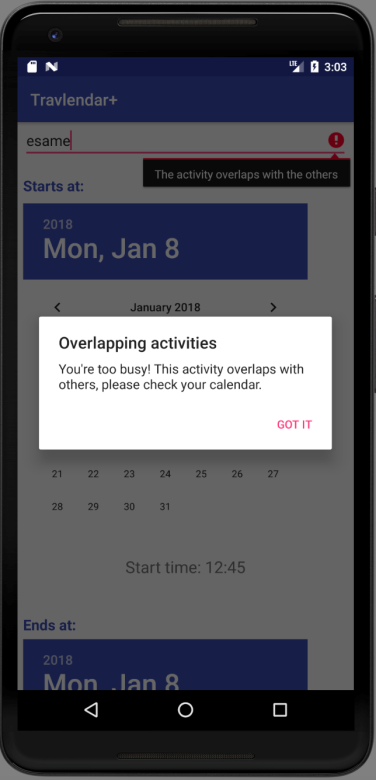 LTE 3:03
Travlendar+
esame
The activity overlaps with the others
Starts at:
2018
Mon, Jan 8
January 2018
Overlapping activities
You're too busy! This activity overlaps with
others, please check your calendar.
GOT IT
21 22 23 24 25 26 27
28 29 30 31
Start time: 12:45
Ends at:
2018
Mon, Jan 8